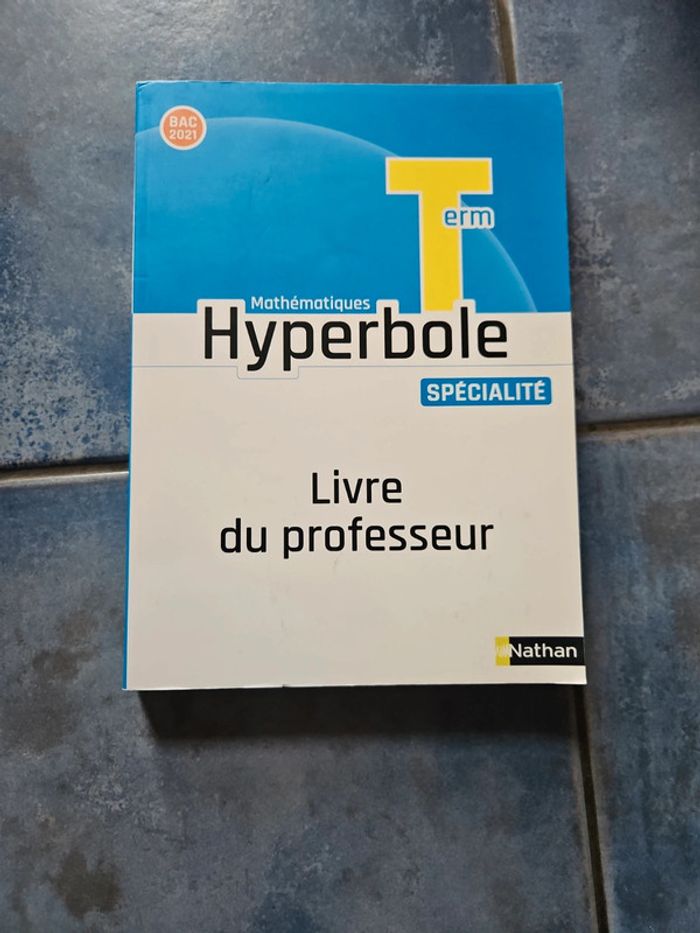 BAC
2021
Term
Mathématiques
Hyperbole
SPÉCIALITÉ
Livre
du professeur
Nathan